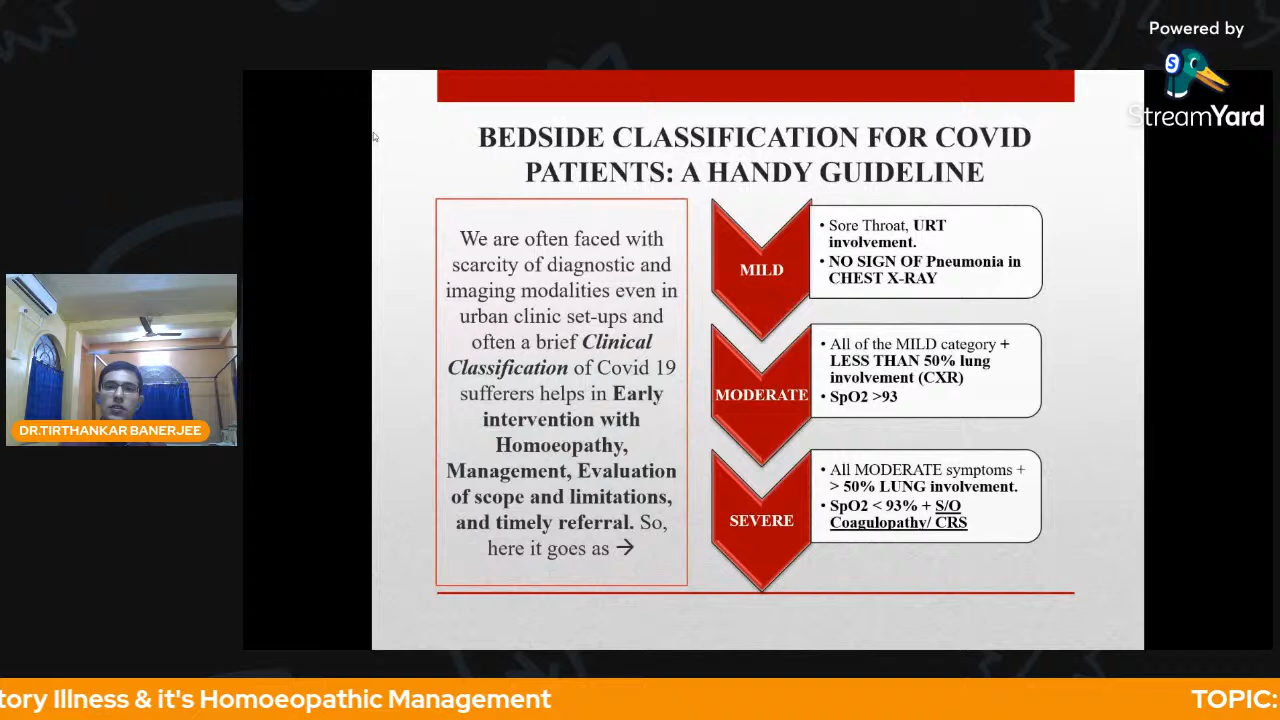 Powered by
StreamYard
BEDSIDE CLASSIFICATION FOR COVID
PATIENTS: A HANDY GUIDELINE
We are often faced with
scarcity of diagnostic and
imaging modalities even in
urban clinic set-ups and
often a brief Clinical
Classification of Covid 19
sufferers helps in Early
intervention with
Homoeopathy,
Management, Evaluation
of scope and limitations,
and timely referral. So,
here it goes as →
MILD
• Sore Throat, URT
involvement.
• NO SIGN OF Pneumonia in
CHEST X-RAY
MODERATE
• All of the MILD category +
LESS THAN 50% lung
involvement (CXR)
• SpO2 >93
SEVERE
• All MODERATE symptoms +
> 50% LUNG involvement.
• SpO2 < 93% + S/O
Coagulopathy/ CRS
DR.TIRTHANKAR BANERJEE
tory Illness & it's Homoeopathic Management
TOPIC: